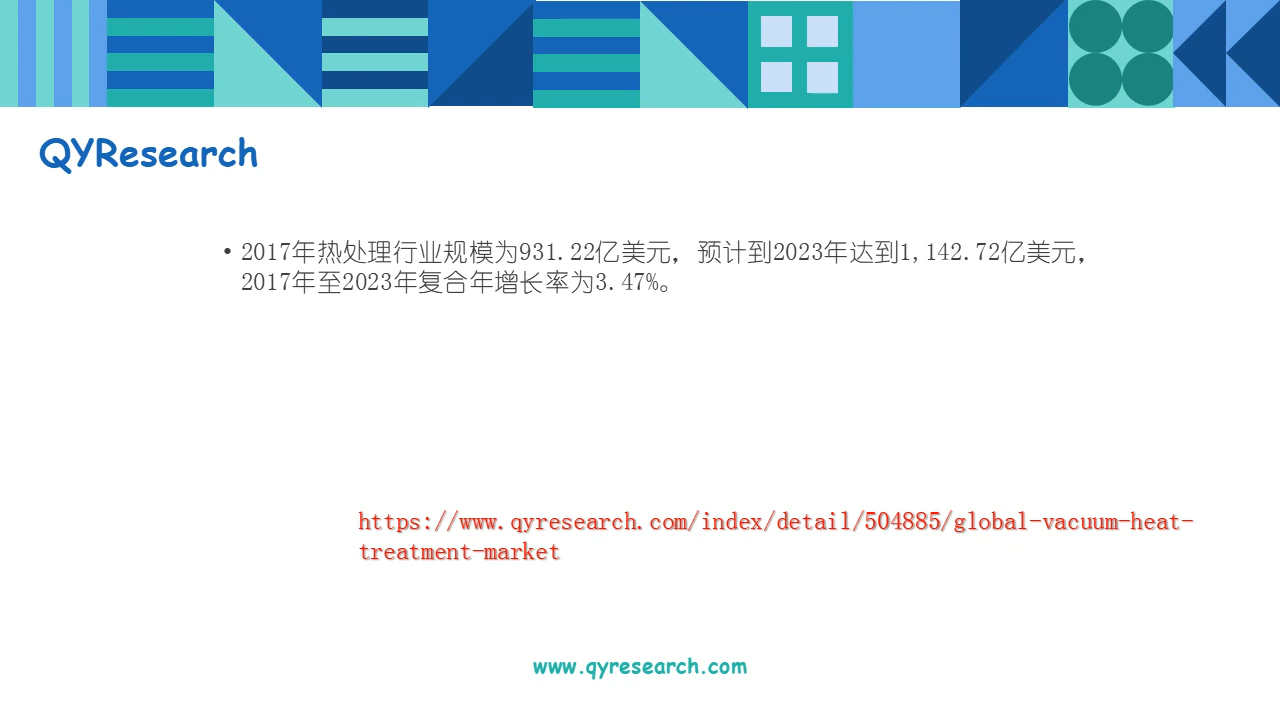 QYResearch
• 2017年热处理行业规模为931.22亿美元，预计到2023年达到1,142.72亿美元，
2017年至2023年复合年增长率为3.47%。
https://www.qyresearch.com/index/detail/504885/global-vacuum-heat-
treatment-market
www.qyresearch.com